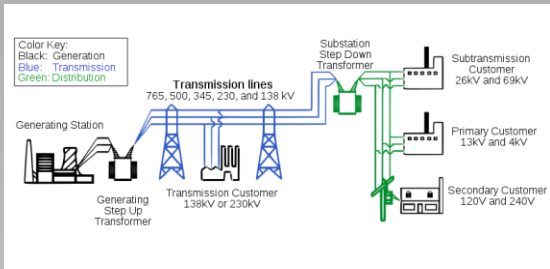 Color Key:
Black: Generation
Blue: Transmission
Green: Distribution
Substation
Step Down
Transformer
Subtransmission
Customer
26kV and 69kV
Transmission lines
765, 500, 345, 230, and 138 kV
Generating Station
Primary Customer
13kV and 4kV
Transmission Customer
138kV or 230kV
Generating
Step Up
Transformer
Secondary Customer
120V and 240V